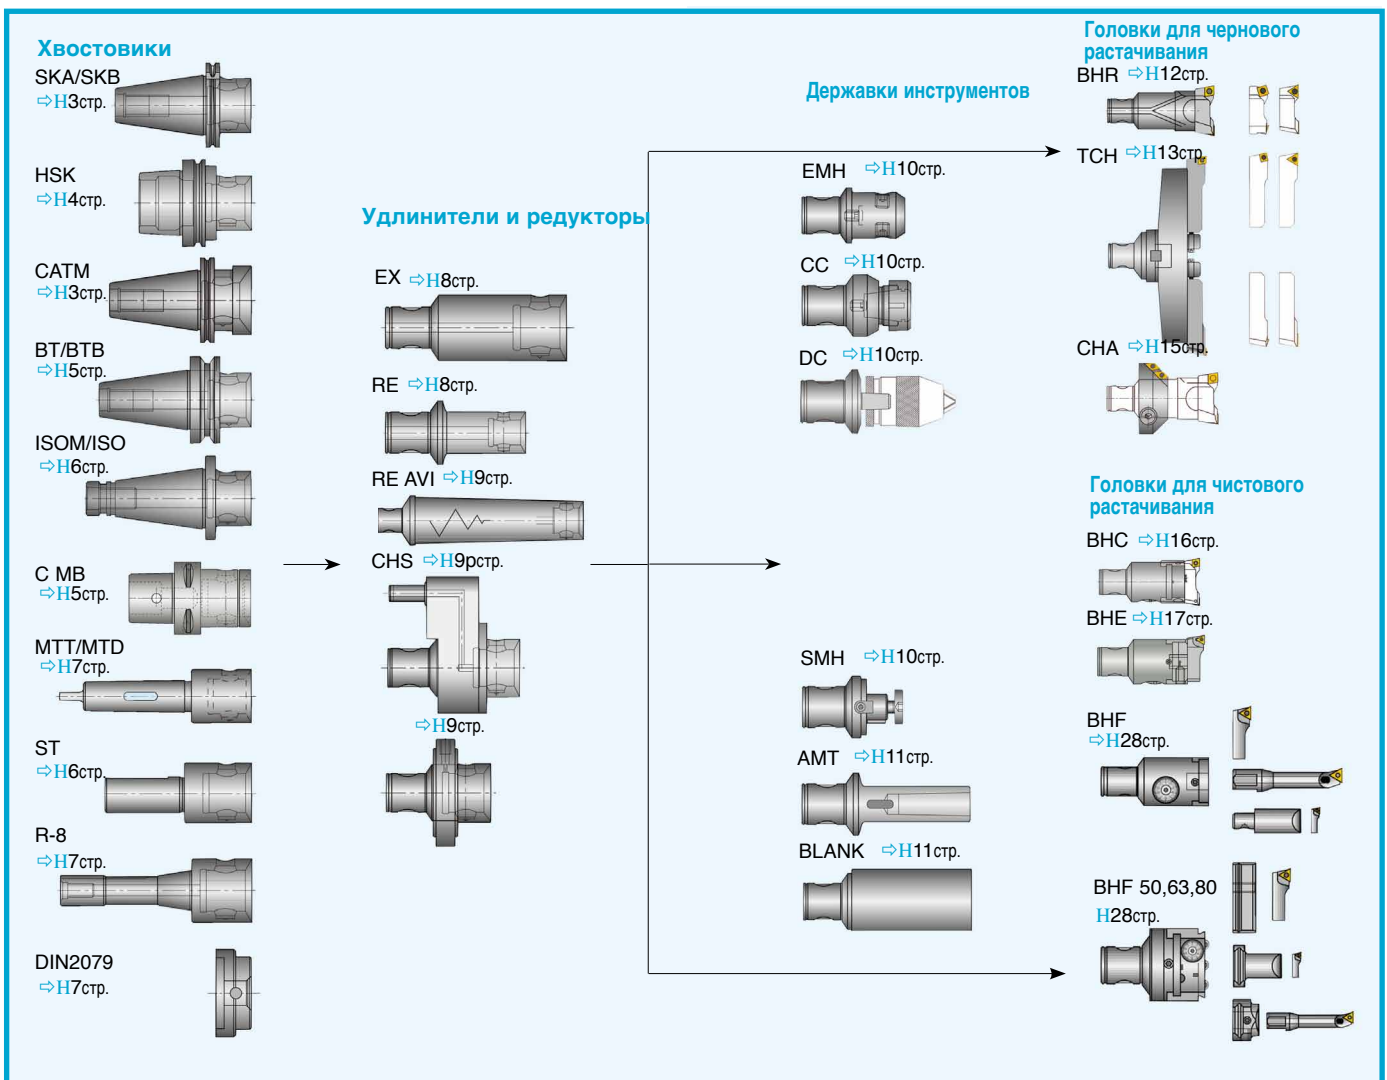 Хвостовики
SKA/SKB
⇨H3стр.
HSK
⇨H4стр.
CATM
⇨H3стр.
BT/BTB
⇨H5стр.
ISOM/ISO
⇨H6стр.
C MB
⇨H5стр.
MTT/MTD
⇨H7стр.
ST
⇨H6стр.
R-8
⇨H7стр.
DIN2079
⇨H7стр.
Удлинители и редукторы
EX ⇨H8стр.
RE ⇨H8стр.
RE AVI ⇨H9стр.
CHS ⇨H9рстр.
⇨H9стр.
Державки инструментов
EMH ⇨H10стр.
CC ⇨H10стр.
DC ⇨H10стр.
SMH ⇨H10стр.
AMT ⇨H11стр.
BLANK ⇨H11стр.
Головки для чернового
растачивания
BHR ⇨H12стр.
TCH ⇨H13стр.
CHA ⇨H15стр.
Головки для чистового
растачивания
BHC ⇨H16стр.
BHE ⇨H17стр.
BHF
⇨H28стр.
BHF 50,63,80
H28стр.